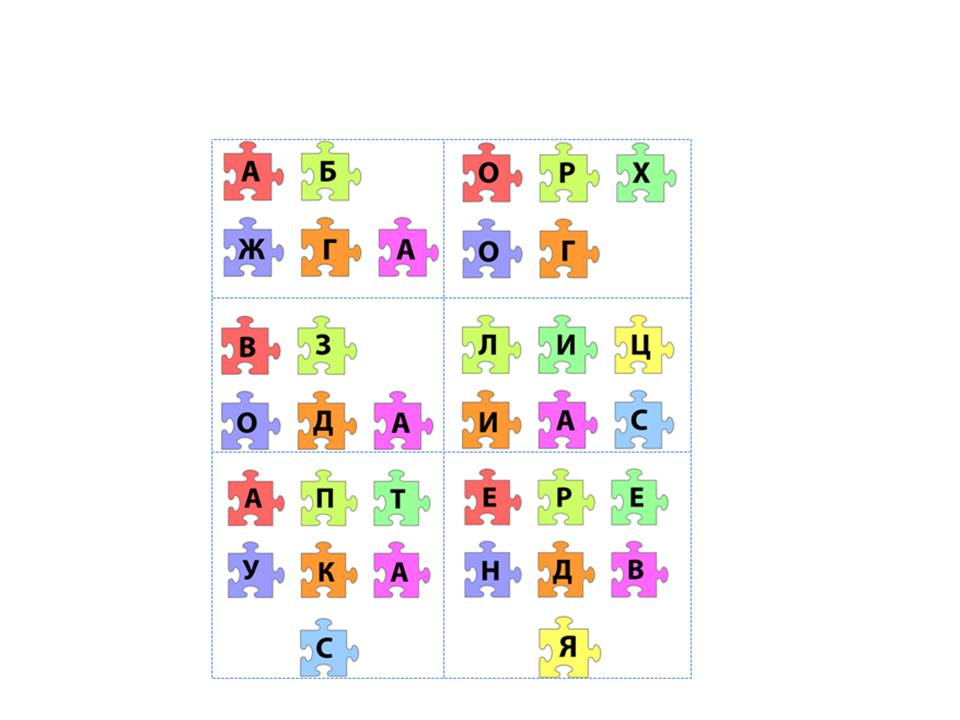 А Б
Ж Г А
О Р Х
О Г
В З
О Д А
Л И Ц
И А С
А П Т
У К А
С
Е Р Е
Н Д В
Я